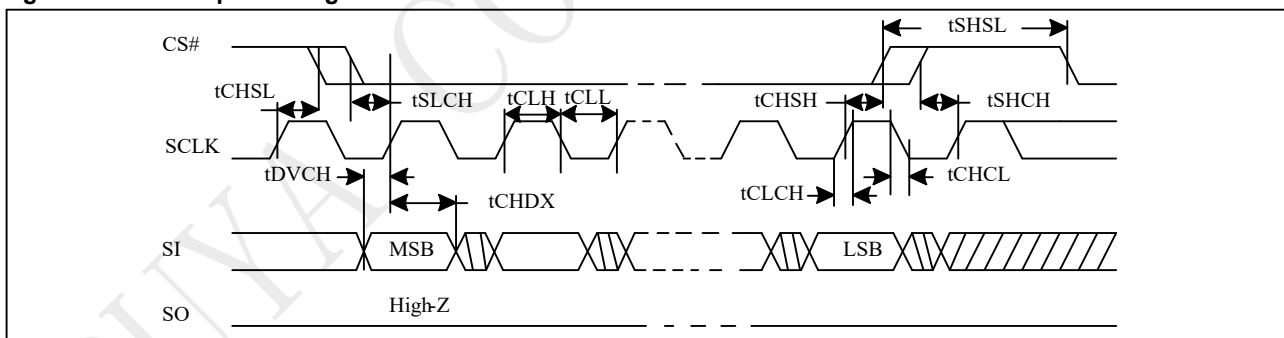 CS#
tSHSL
tCHSL
tSLCH
tCLH
tCLL
tCHSH
tSHCH
SCLK
tDVCH
tCHDX
tCLCH
tCHCL
SI
MSB
LSB
SO
High-Z